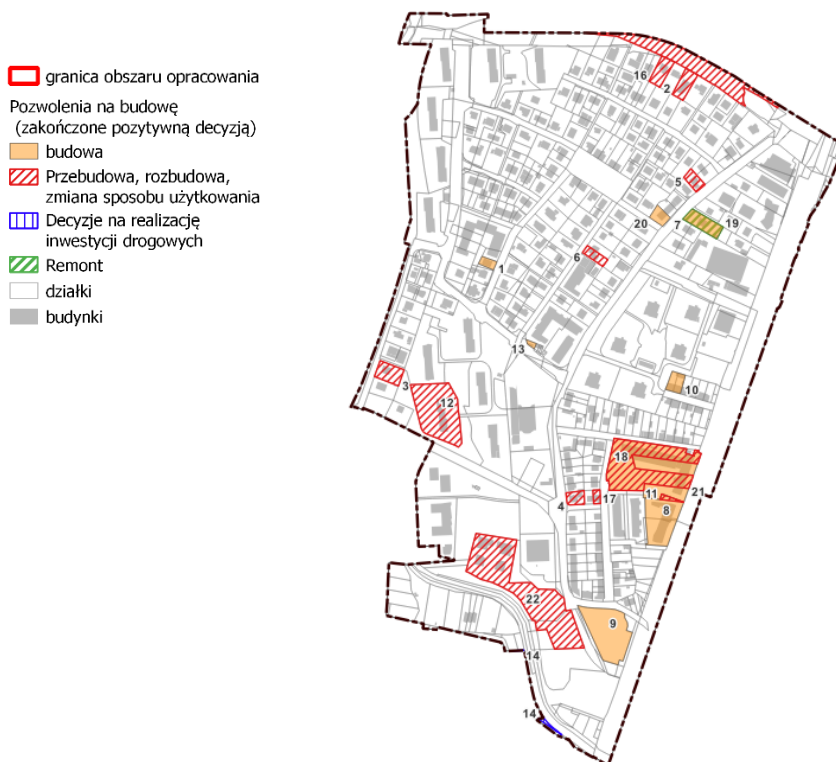 granica obszaru opracowania
Pozwolenia na budowę
(zakończone pozytywną decyzją)
budowa
Przebudowa, rozbudowa,
zmiana sposobu użytkowania
Decyzje na realizację
inwestycji drogowych
Remont
działki
budynki
16
2
5
20
7
19
6
1
13
3
12
10
18
4
17
11
21
8
22
9
14
14